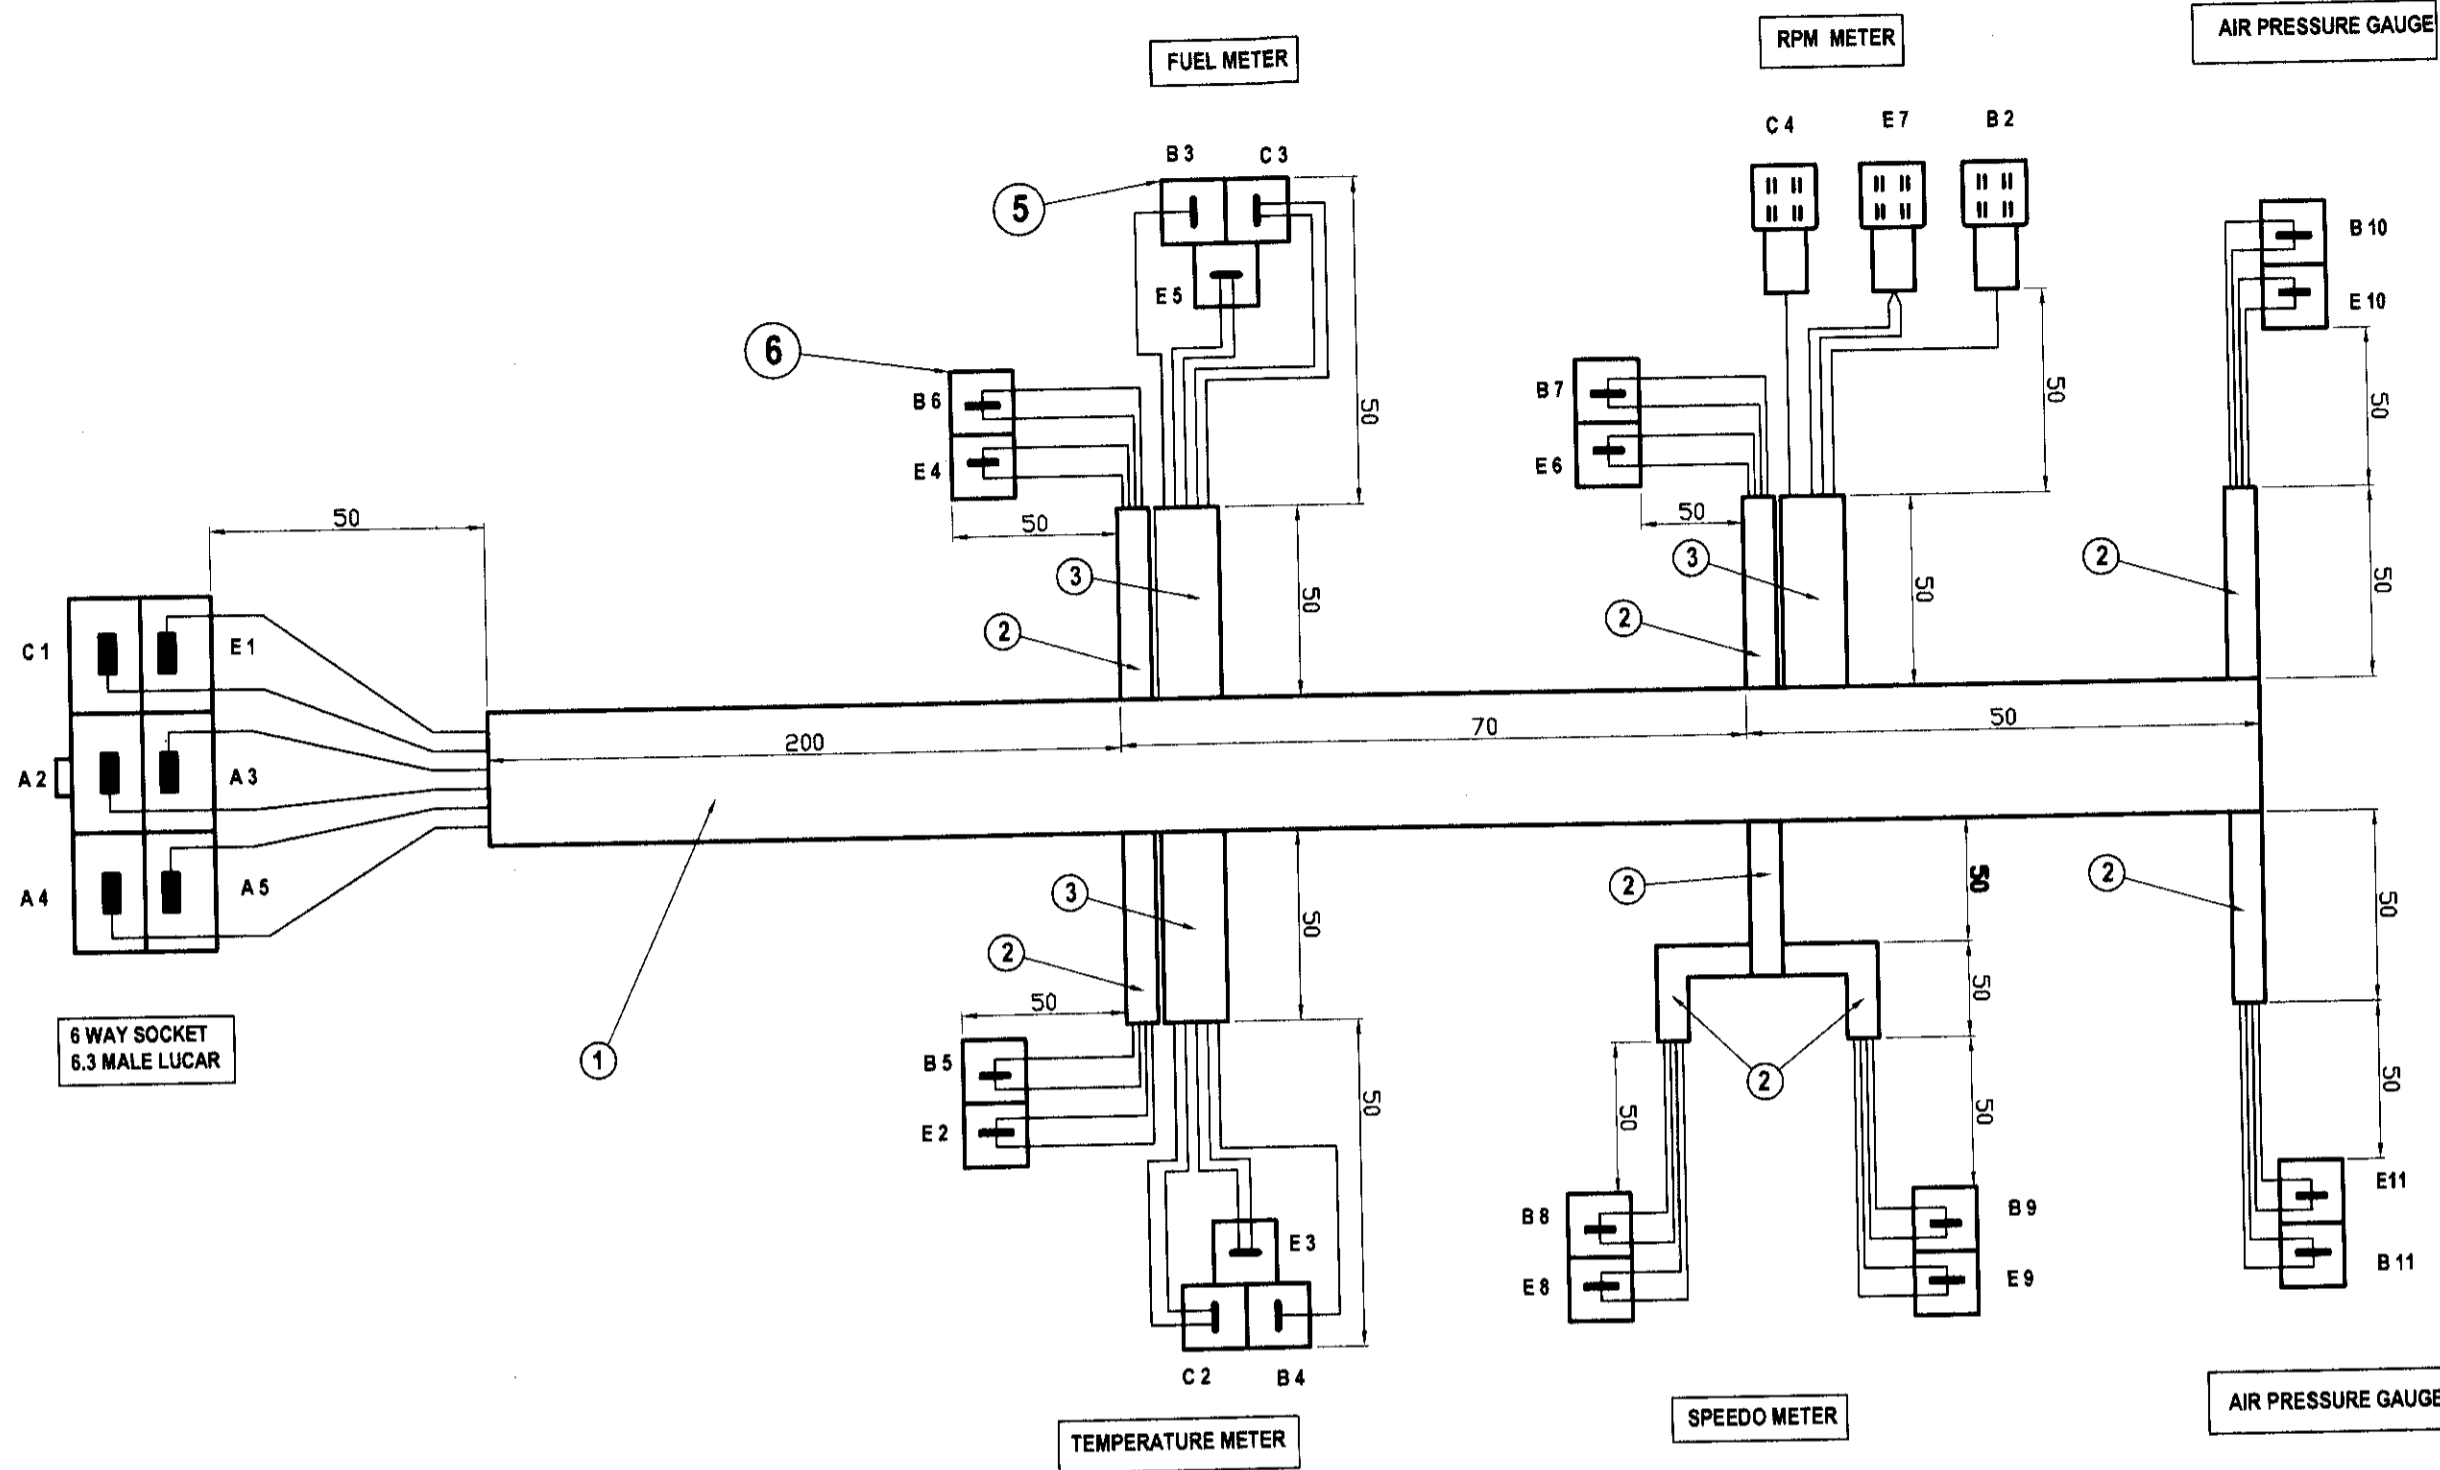 AIR PRESSURE GAUGE
RPM METER
FUEL METER
C 4
E 7
B 2
B 3
C 3
5
B 10
E 5
E 10
6
B 7
B 6
50
50
50
E 4
E 6
50
50
50
3
3
2
50
50
50
2
2
C 1
E 1
200
70
50
A 2
A 3
A 4
A 5
3
2
2
50
50
50
2
50
50
6 WAY SOCKET
6.3 MALE LUCAR
1
B 5
2
50
50
50
50
E 2
E11
B 8
B 9
E 3
B 11
E 8
E 9
C 2
B 4
AIR PRESSURE GAUGE
SPEEDO METER
TEMPERATURE METER